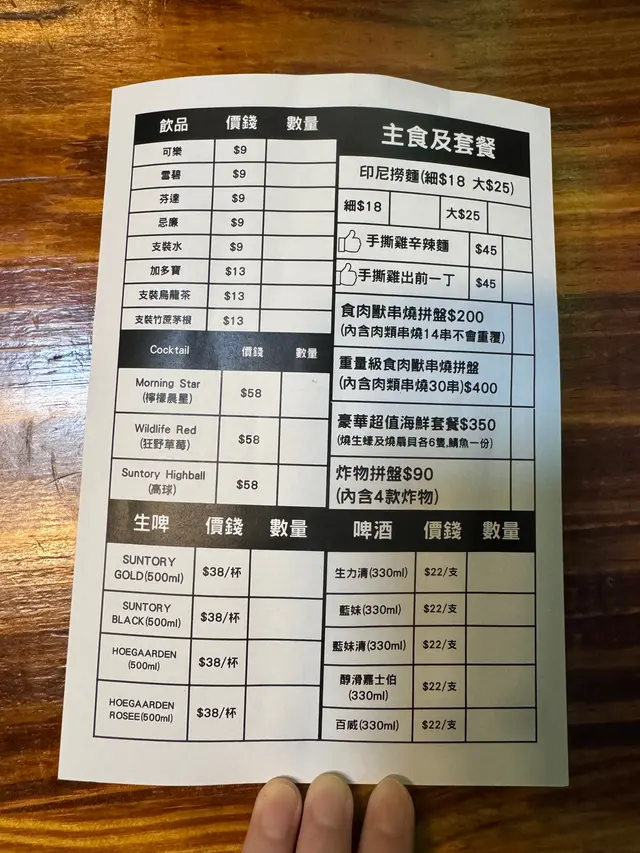 飲品 價錢 數量
可樂 $9
雪碧 $9
芬達 $9
忌廉 $9
支裝水 $9
加多寶 $13
支裝烏龍茶 $13
支裝竹蔗茅根 $13
Cocktail 價錢 數量
Morning Star
(檸檬晨星) $58
Wildlife Red
(狂野草莓) $58
Suntory Highball
(高球) $58
主食及套餐
印尼撈麵(細$18 大$25)
細$18 大$25
手撕雞辛辣麵 $45
手撕雞出前一丁 $45
食肉獸串燒拼盤$200
(內含肉類串燒14串不會重覆)
重量級食肉獸串燒拼盤
(內含肉類串燒30串)$400
豪華超值海鮮套餐$350
(燒生蠔及燒扇貝各6隻,鯛魚一份)
炸物拼盤$90
(內含4款炸物)
生啤 價錢 數量
SUNTORY
GOLD(500ml) $38/杯
SUNTORY
BLACK(500ml) $38/杯
HOEGAARDEN
(500ml) $38/杯
HOEGAARDEN
ROSEE(500ml) $38/杯
啤酒 價錢 數量
生力清(330ml) $22/支
藍妹(330ml) $22/支
藍妹清(330ml) $22/支
醇滑嘉士伯
(330ml) $22/支
百威(330ml) $22/支